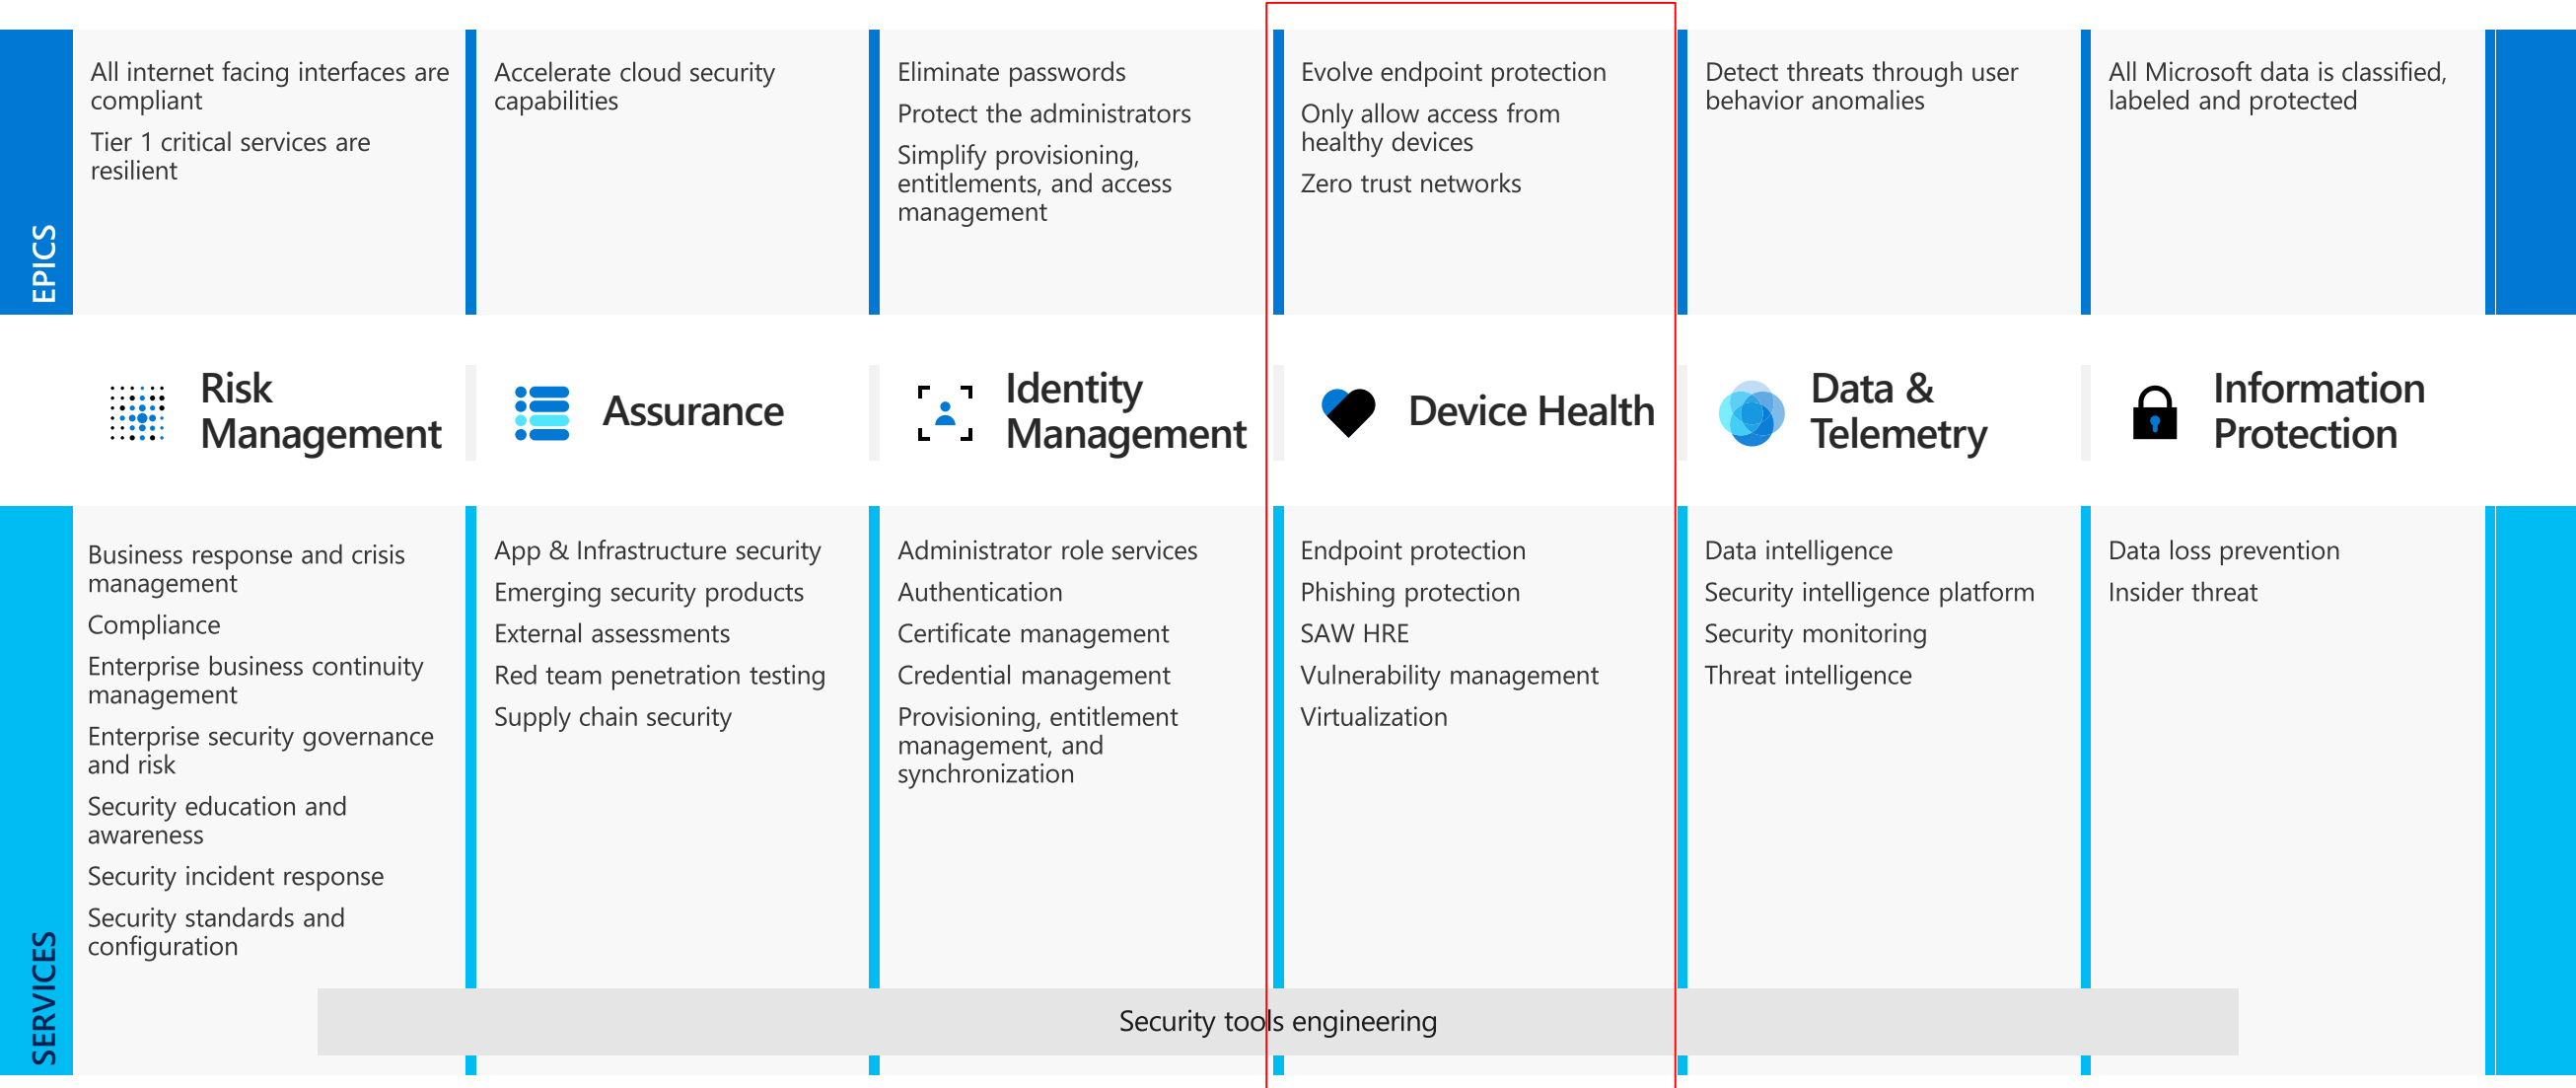 All internet facing interfaces are
compliant
Tier 1 critical services are
resilient
Accelerate cloud security
capabilities
Eliminate passwords
Protect the administrators
Simplify provisioning,
entitlements, and access
management
Evolve endpoint protection
Only allow access from
healthy devices
Zero trust networks
Detect threats through user
behavior anomalies
All Microsoft data is classified,
labeled and protected
EPICS
Risk
Management
Assurance
Identity
Management
Device Health
Data &
Telemetry
Information
Protection
Business response and crisis
management
Compliance
Enterprise business continuity
management
Enterprise security governance
and risk
Security education and
awareness
Security incident response
Security standards and
configuration
App & Infrastructure security
Emerging security products
External assessments
Red team penetration testing
Supply chain security
Administrator role services
Authentication
Certificate management
Credential management
Provisioning, entitlement
management, and
synchronization
Endpoint protection
Phishing protection
SAW HRE
Vulnerability management
Virtualization
Data intelligence
Security intelligence platform
Security monitoring
Threat intelligence
Data loss prevention
Insider threat
SERVICES
Security tools engineering